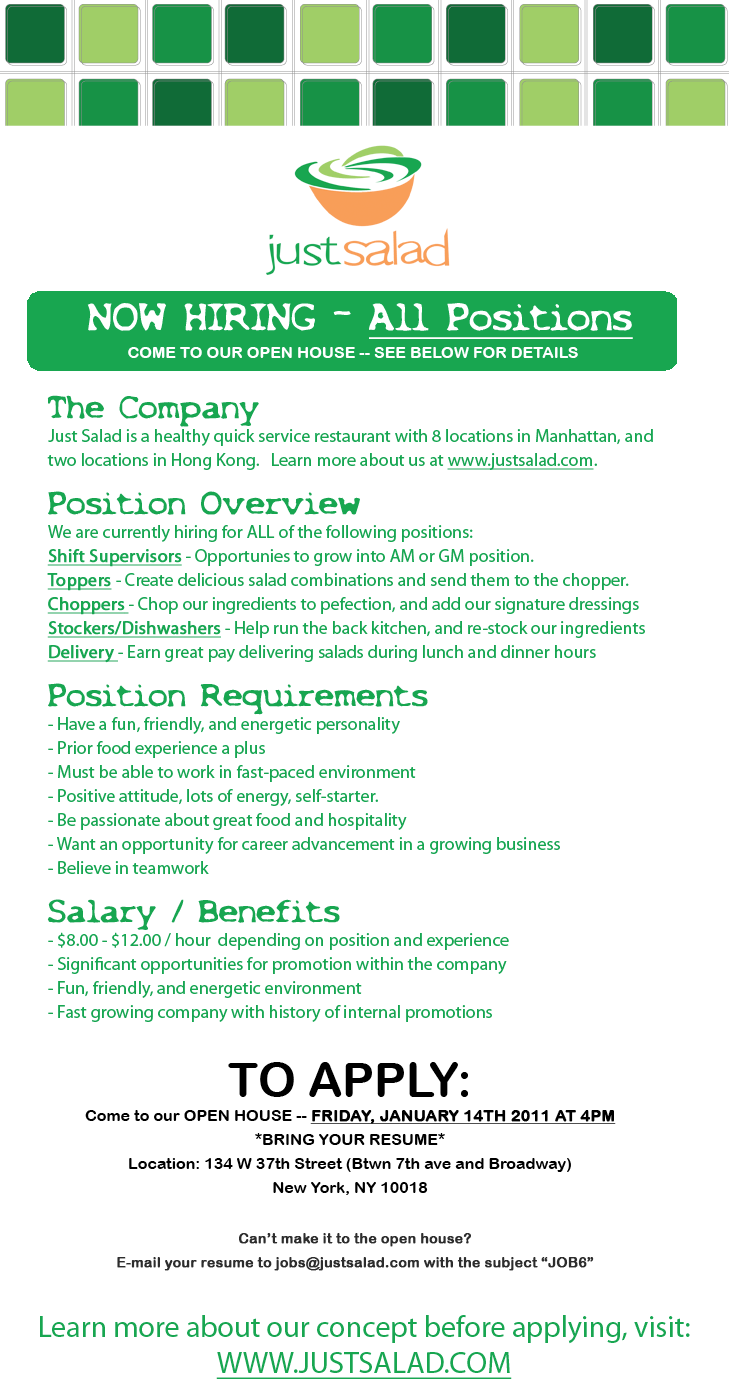 just salad
NOW HIRING - All Positions
COME TO OUR OPEN HOUSE -- SEE BELOW FOR DETAILS
The Company
Just Salad is a healthy quick service restaurant with 8 locations in Manhattan, and
two locations in Hong Kong. Learn more about us at www.justsalad.com.
Position Overview
We are currently hiring for ALL of the following positions:
Shift Supervisors - Opportunies to grow into AM or GM position.
Toppers - Create delicious salad combinations and send them to the chopper.
Choppers - Chop our ingredients to pefection, and add our signature dressings
Stockers/Dishwashers - Help run the back kitchen, and re-stock our ingredients
Delivery - Earn great pay delivering salads during lunch and dinner hours
Position Requirements
- Have a fun, friendly, and energetic personality
- Prior food experience a plus
- Must be able to work in fast-paced environment
- Positive attitude, lots of energy, self-starter.
- Be passionate about great food and hospitality
- Want an opportunity for career advancement in a growing business
- Believe in teamwork
Salary / Benefits
- $8.00 - $12.00 / hour depending on position and experience
- Significant opportunities for promotion within the company
- Fun, friendly, and energetic environment
- Fast growing company with history of internal promotions
TO APPLY:
Come to our OPEN HOUSE -- FRIDAY, JANUARY 14TH 2011 AT 4PM
*BRING YOUR RESUME*
Location: 134 W 37th Street (Btwn 7th ave and Broadway)
New York, NY 10018
Can't make it to the open house?
E-mail your resume to jobs@justsalad.com with the subject “JOB6”
Learn more about our concept before applying, visit:
WWW.JUSTSALAD.COM